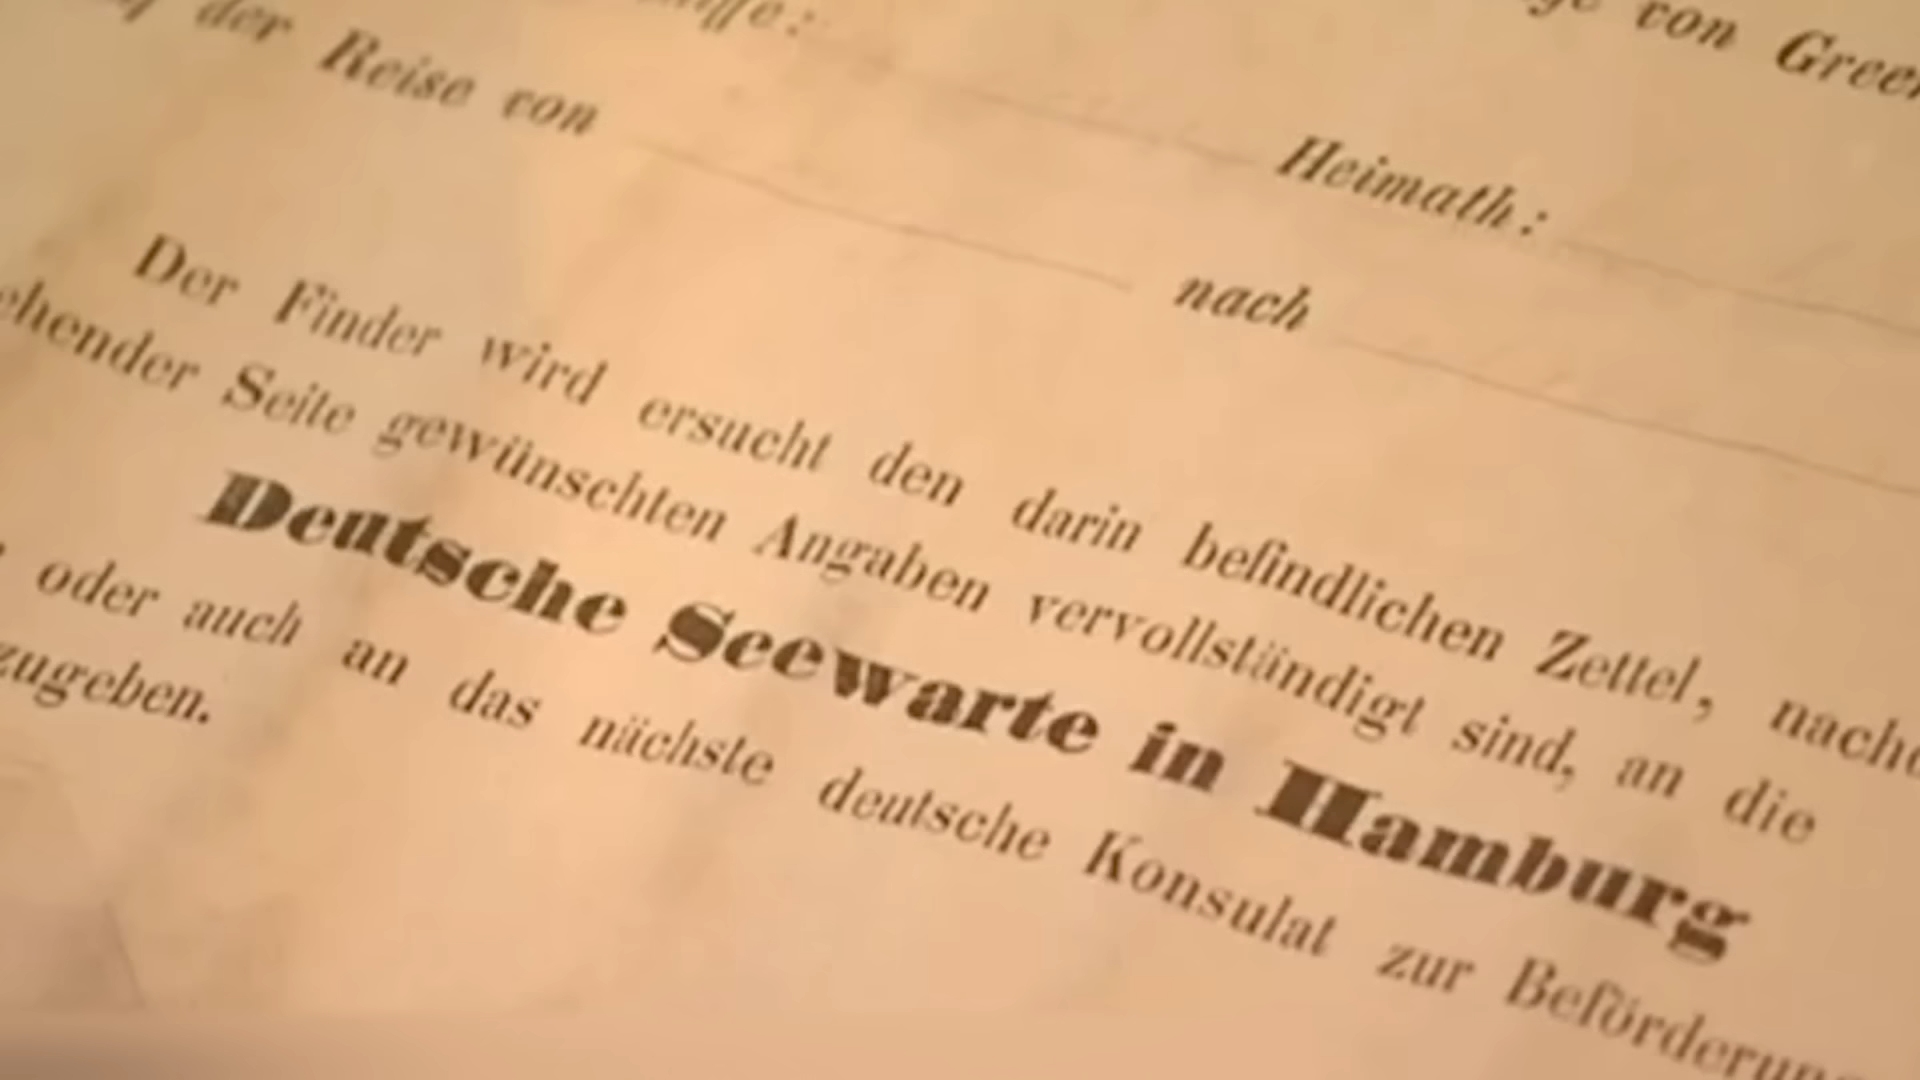 von Green
der Reise von Heimath:
nach
Der Finder wird ersucht den darin befindlichen Zettel, nach
ehender Seite gewünschten Angaben vervollständigt sind, an die
Deutsche Seewarte in Hamburg
oder auch an das nächste deutsche Konsulat zur Beförderung
zugeben.